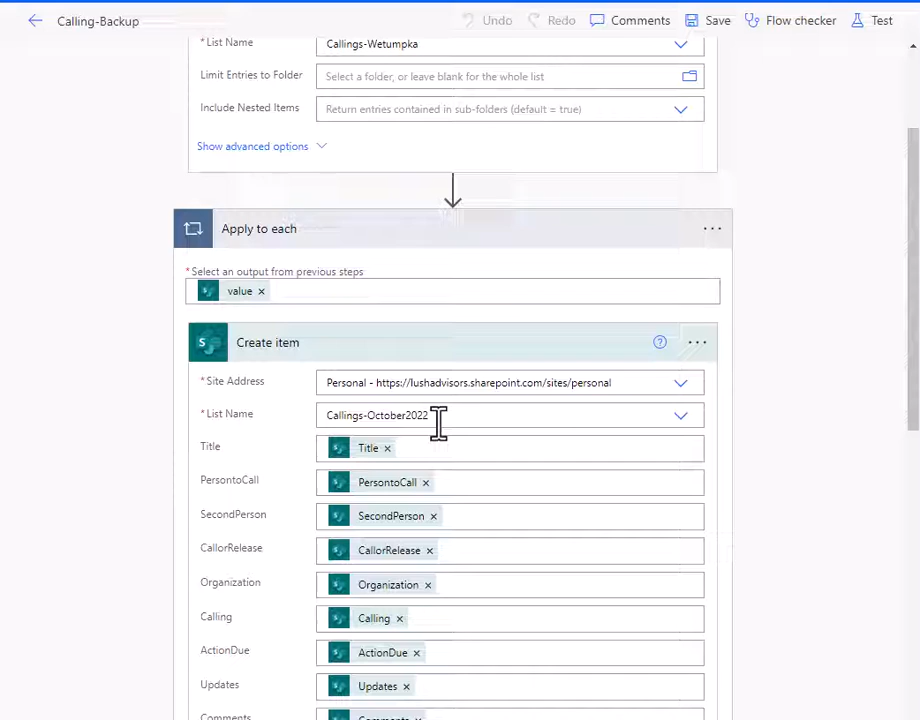 Calling-Backup Undo Redo Comments Save Flow checker Test
* List Name Callings-Wetumpka
Limit Entries to Folder Select a folder, or leave blank for the whole list
Include Nested Items Return entries contained in sub-folders (default = true)
Show advanced options
Apply to each ...
* Select an output from previous steps
S value ×
S Create item ? ...
* Site Address Personal - https://lushadvisors.sharepoint.com/sites/personal
* List Name Callings-October2022
Title S Title ×
PersontoCall S PersontoCall ×
SecondPerson S SecondPerson ×
CallorRelease S CallorRelease ×
Organization S Organization ×
Calling S Calling ×
ActionDue S ActionDue ×
Updates S Updates ×
Comments S Comments ×